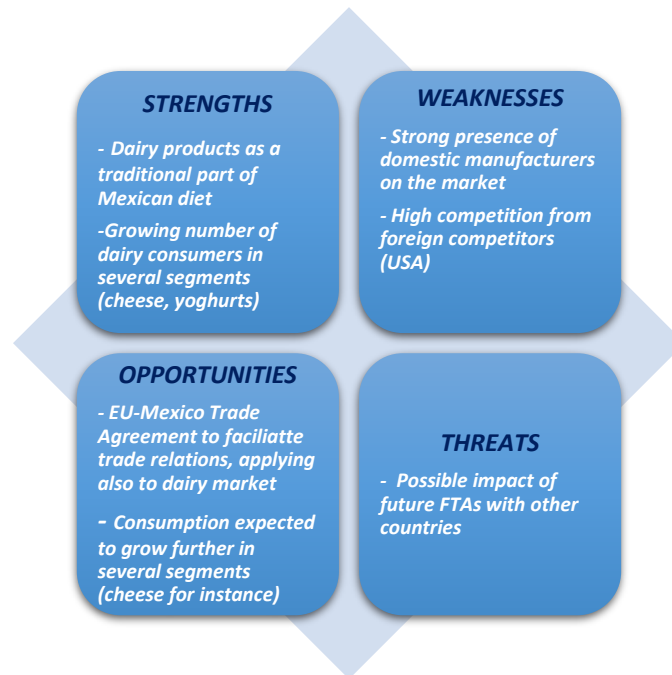 STRENGTHS
- Dairy products as a
traditional part of
Mexican diet
-Growing number of
dairy consumers in
several segments
(cheese, yoghurts)
WEAKNESSES
- Strong presence of
domestic manufacturers
on the market
- High competition from
foreign competitors
(USA)
OPPORTUNITIES
- EU-Mexico Trade
Agreement to faciliatte
trade relations, applying
also to dairy market
- Consumption expected
to grow further in
several segments
(cheese for instance)
THREATS
- Possible impact of
future FTAs with other
countries